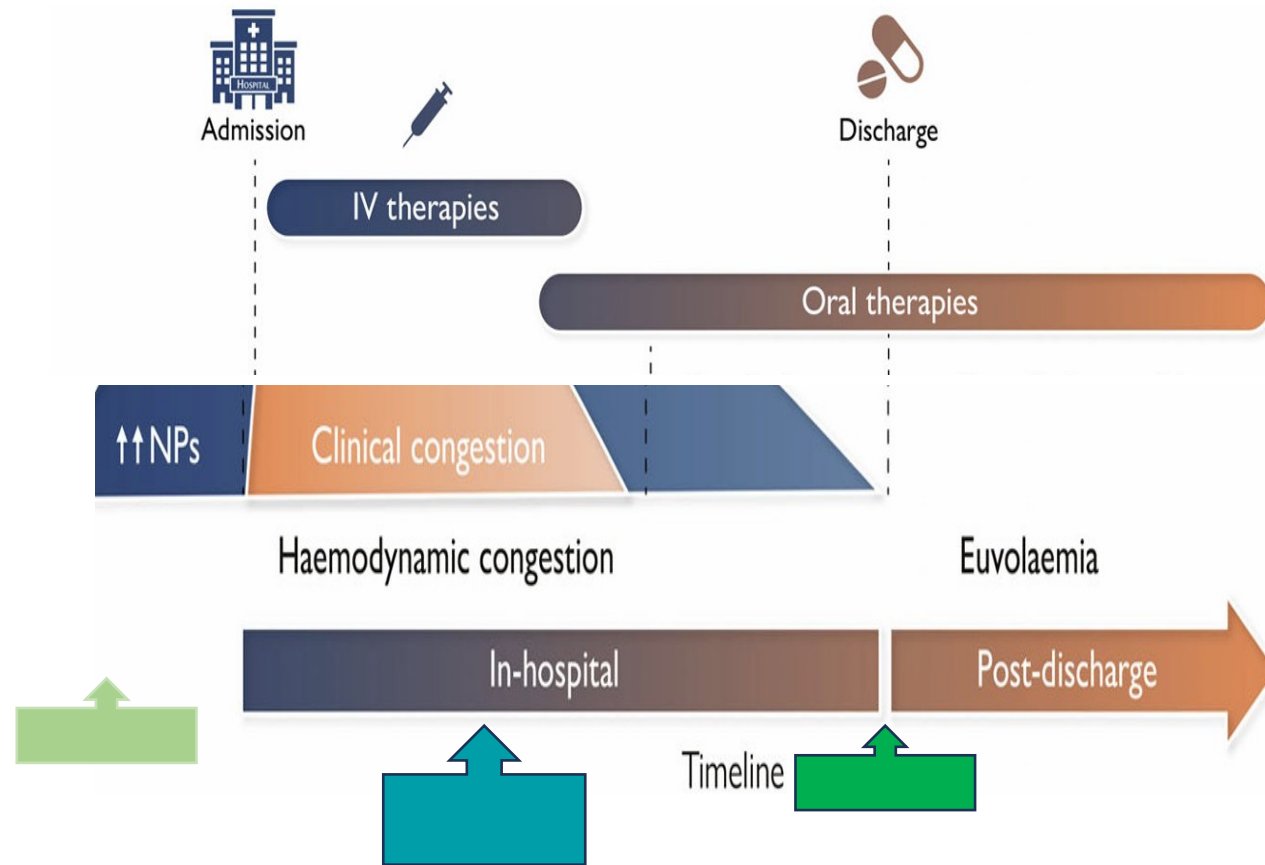 HOSPITAL
Admission
Discharge
IV therapies
Oral therapies
↑↑NPs
Clinical congestion
Haemodynamic congestion
Euvolaemia
In-hospital
Post-discharge
Timeline